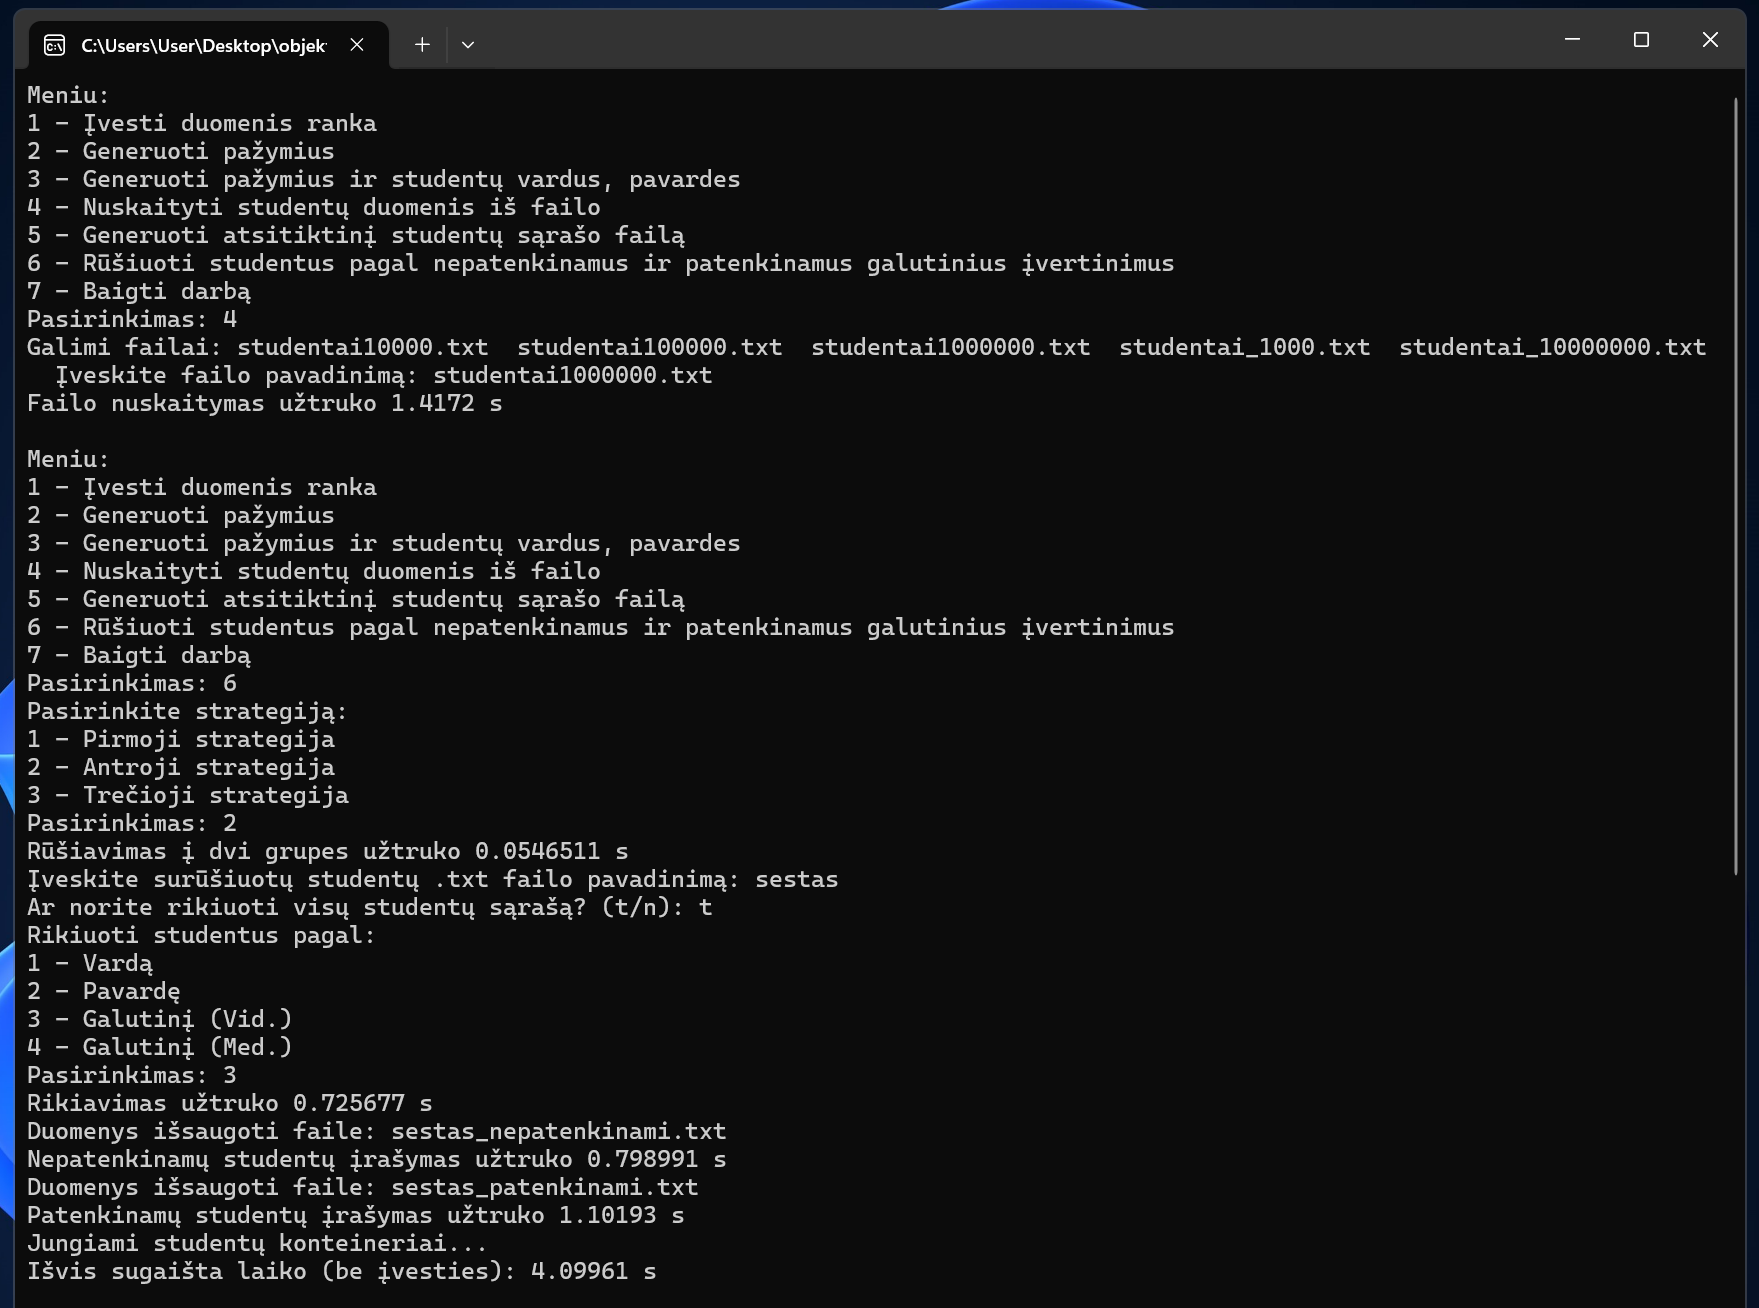 C:\Users\User\Desktop\objek
Meniu:
1 - Įvesti duomenis ranka
2 - Generuoti pažymius
3 - Generuoti pažymius ir studentų vardus, pavardes
4 - Nuskaityti studentų duomenis iš failo
5 - Generuoti atsitiktinį studentų sąrašo failą
6 - Rūšiuoti studentus pagal nepatenkinamus ir patenkinamus galutinius įvertinimus
7 - Baigti darbą
Pasirinkimas: 4
Galimi failai: studentai10000.txt  studentai100000.txt  studentai1000000.txt  studentai_1000.txt  studentai_10000000.txt
Įveskite failo pavadinimą: studentai1000000.txt
Failo nuskaitymas užtruko 1.4172 s
Meniu:
1 - Įvesti duomenis ranka
2 - Generuoti pažymius
3 - Generuoti pažymius ir studentų vardus, pavardes
4 - Nuskaityti studentų duomenis iš failo
5 - Generuoti atsitiktinį studentų sąrašo failą
6 - Rūšiuoti studentus pagal nepatenkinamus ir patenkinamus galutinius įvertinimus
7 - Baigti darbą
Pasirinkimas: 6
Pasirinkite strategiją:
1 - Pirmoji strategija
2 - Antroji strategija
3 - Trečioji strategija
Pasirinkimas: 2
Rūšiavimas į dvi grupes užtruko 0.0546511 s
Įveskite surūšiuotų studentų .txt failo pavadinimą: sestas
Ar norite rikiuoti visų studentų sąrašą? (t/n): t
Rikiuoti studentus pagal:
1 - Vardą
2 - Pavardę
3 - Galutinį (Vid.)
4 - Galutinį (Med.)
Pasirinkimas: 3
Rikiavimas užtruko 0.725677 s
Duomenys išsaugoti faile: sestas_nepatenkinami.txt
Nepatenkinamų studentų įrašymas užtruko 0.798991 s
Duomenys išsaugoti faile: sestas_patenkinami.txt
Patenkinamų studentų įrašymas užtruko 1.10193 s
Jungiami studentų konteineriai...
Išvis sugaišta laiko (be įvesties): 4.09961 s